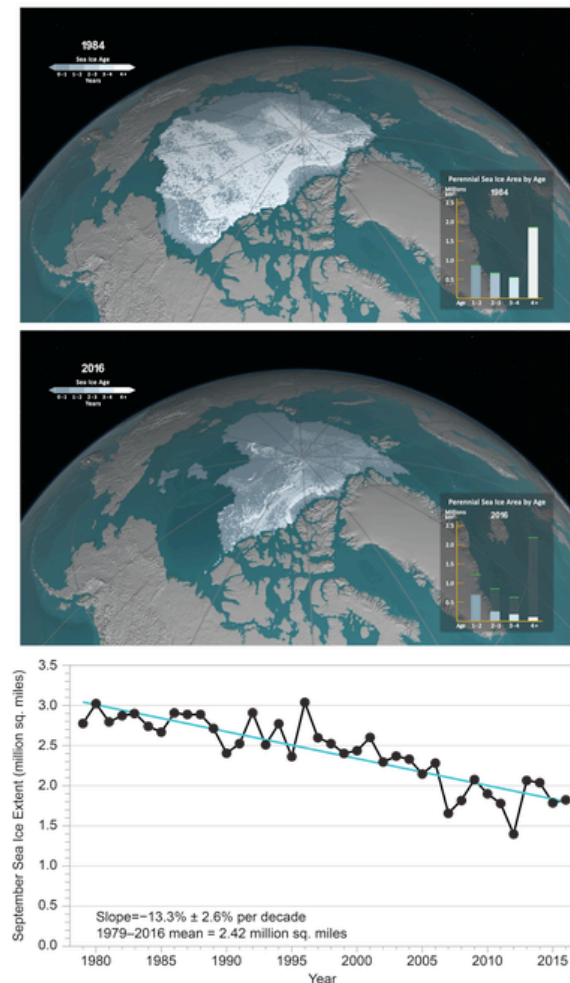 1984
Sea Ice Age
0-1 1-2 2-3 3-4 4+
Years
Perennial Sea Ice Area by Age
Millions
km²
1984
2.5
2.0
1.5
1.0
0.5
Age 1-2 2-3 3-4 4+
2016
Sea Ice Age
0-1 1-2 2-3 3-4 4+
Years
Perennial Sea Ice Area by Age
Millions
km²
2016
2.5
2.0
1.5
1.0
0.5
Age 1-2 2-3 3-4 4+
September Sea Ice Extent (million sq. miles)
3.5
3.0
2.5
2.0
1.5
1.0
0.5
0.0
Slope=−13.3% ± 2.6% per decade
1979–2016 mean = 2.42 million sq. miles
1980 1985 1990 1995 2000 2005 2010 2015
Year